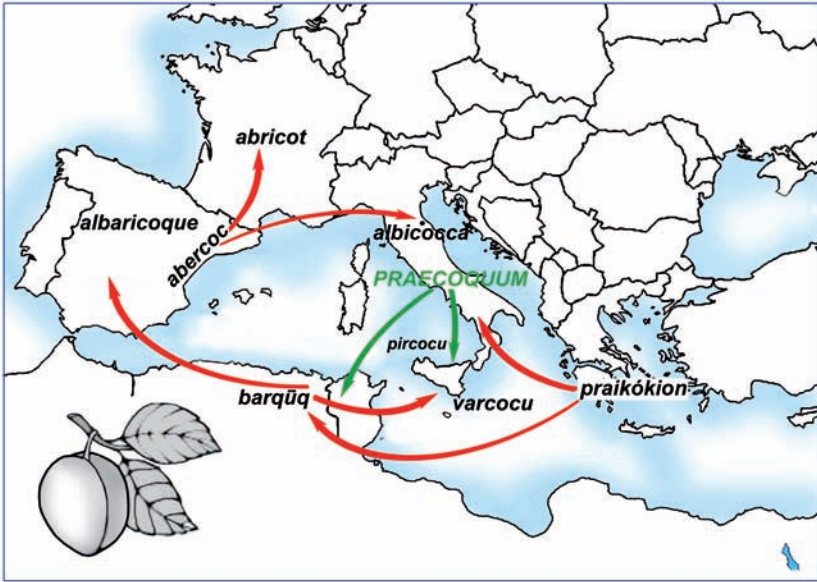 abricot
albaricoque
abercoc
albicocca
PRAECOQUUM
pircocu
barqūq
varcocu
praikókion